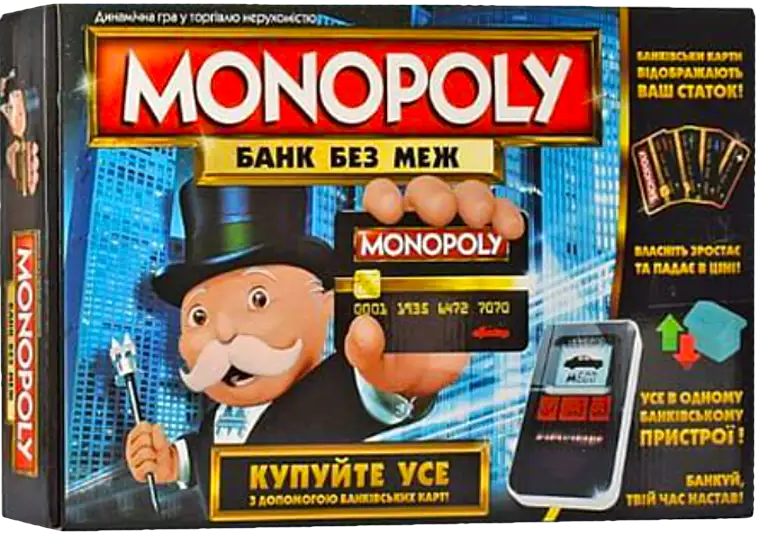 Динамічна гра у торгівлю нерухомістю
MONOPOLY
БАНК БЕЗ МЕЖ
MONOPOLY
0001 1935 6472 7070
КУПУЙТЕ УСЕ
З ДОПОМОГОЮ БАНКІВСЬКИХ КАРТ!
БАНКІВСЬКИ КАРТИ
ВІДОБРАЖАЮТЬ
ВАШ СТАТОК!
ВЛАСНІТЬ ЗРОСТАЄ
ТА ПАДАЄ В ЦІНІ!
УСЕ В ОДНОМУ
БАНКІВСЬКОМУ
ПРИСТРОЇ!
БАНКУЙ,
ТВІЙ ЧАС НАСТАВ!
MONOPOLY
БАНК БЕЗ МЕЖ